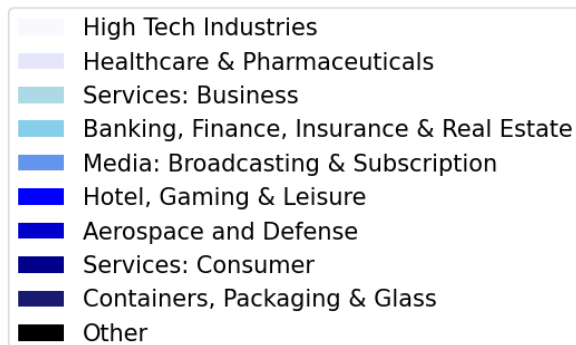 High Tech Industries
Healthcare & Pharmaceuticals
Services: Business
Banking, Finance, Insurance & Real Estate
Media: Broadcasting & Subscription
Hotel, Gaming & Leisure
Aerospace and Defense
Services: Consumer
Containers, Packaging & Glass
Other